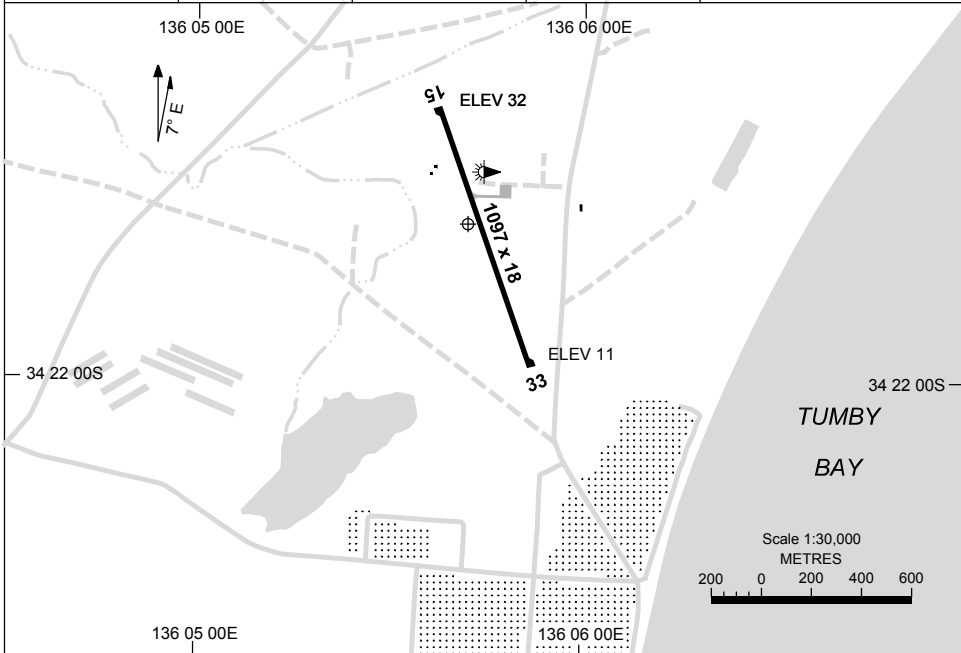 136 05 00E
136 06 00E
7° E
15
ELEV 32
1097 x 18
ELEV 11
33
34 22 00S
34 22 00S
TUMBY
BAY
Scale 1:30,000
METRES
200 0 200 400 600
136 05 00E
136 06 00E